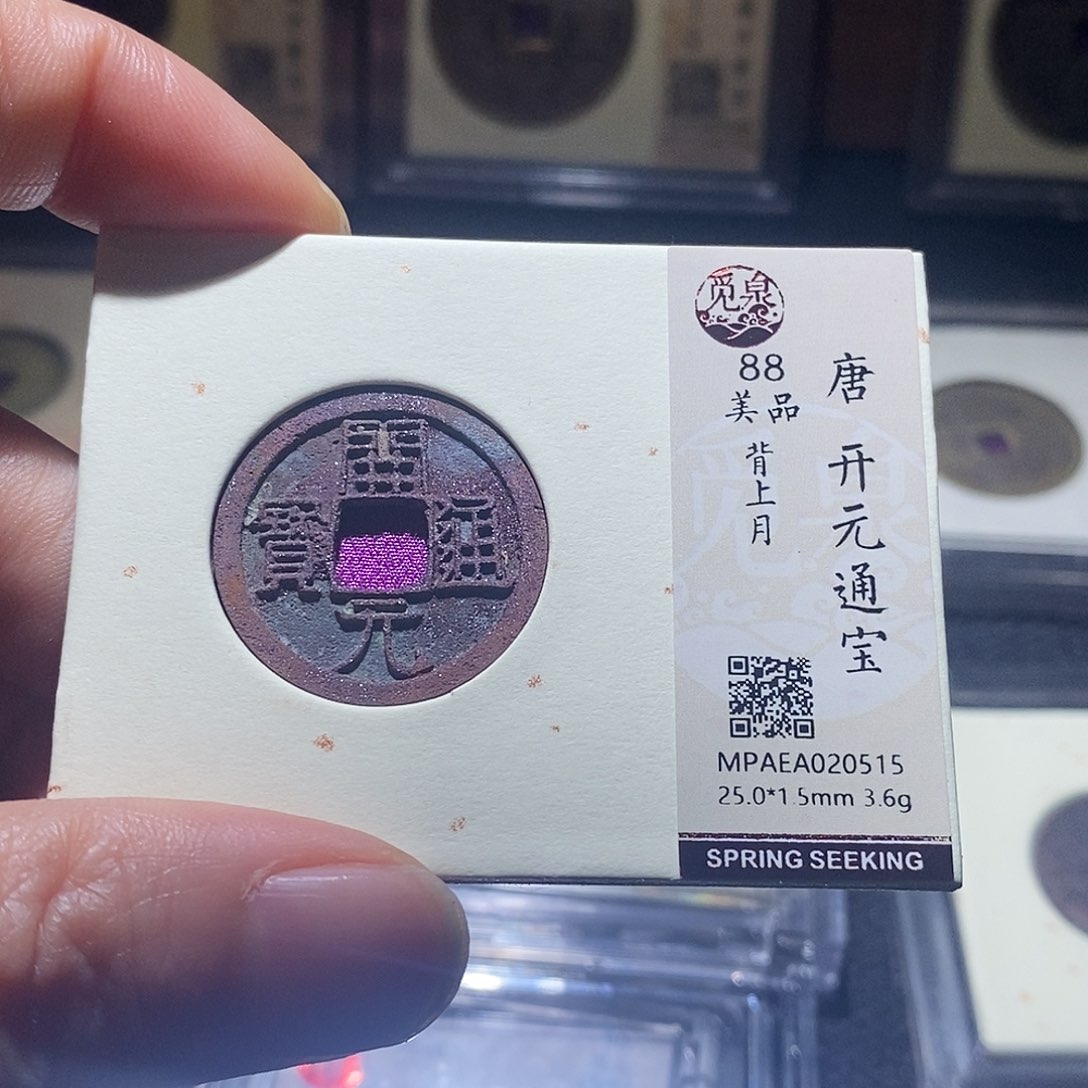 開元通寳
觅泉
88
美品
背上月
唐 开元通宝
MPAEA020515
25.0*1.5mm 3.6g
SPRING SEEKING